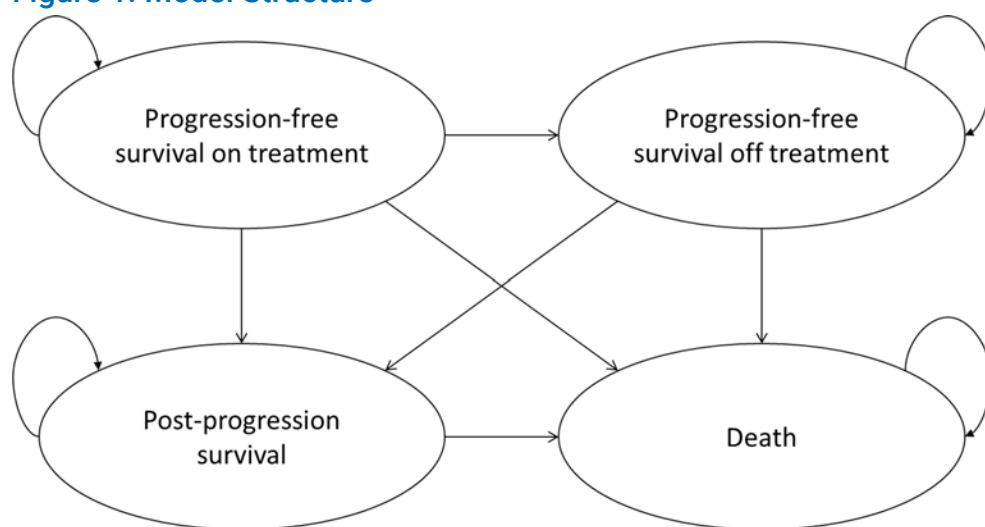 Figure 1: Model Structure
Progression-free
survival on treatment
Progression-free
survival off treatment
Post-progression
survival
Death